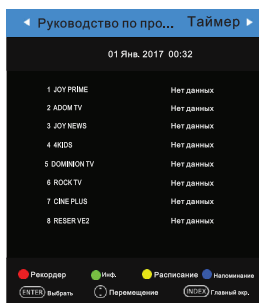 Руководство по про... Таймер
01 Янв. 2017 00:32
1 JOY PRIME Нет данных
2 ADOM TV Нет данных
3 JOY NEWS Нет данных
4 4KIDS Нет данных
5 DOMINION TV Нет данных
6 ROCK TV Нет данных
7 CINE PLUS Нет данных
8 RESER VE2 Нет данных
Рекордер Инф. Расписание Напоминание
ENTER Выбрать Перемещение INDEX Главный экр.